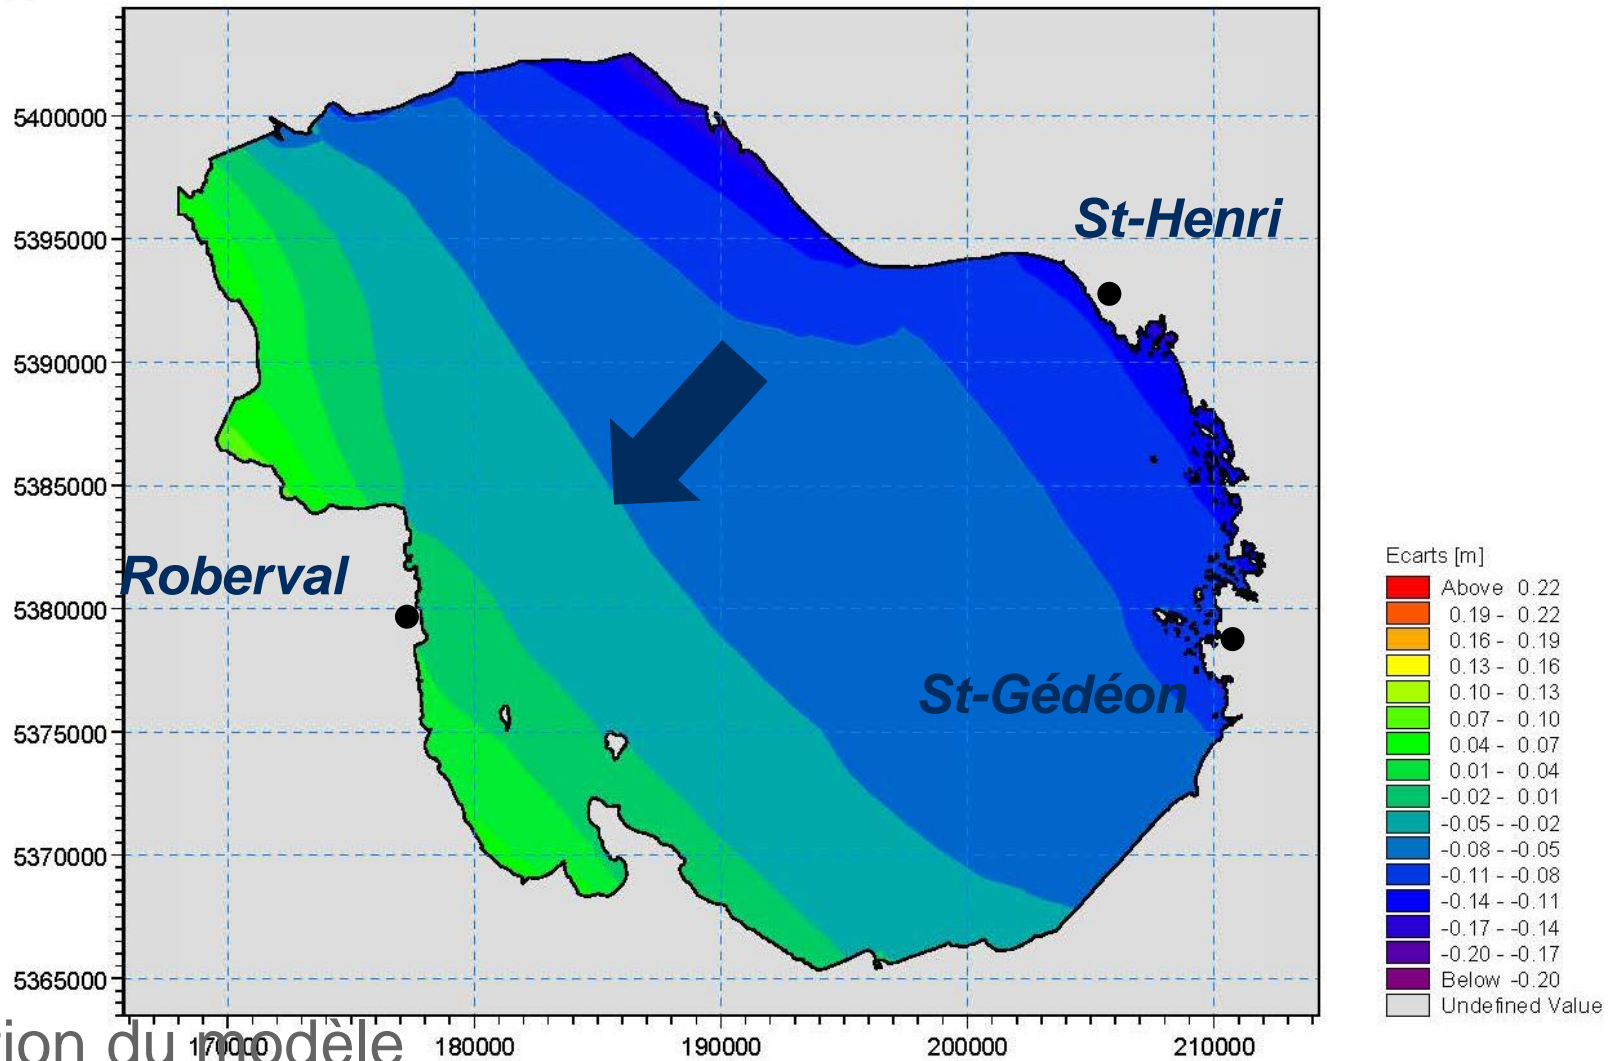 5400000
5395000
5390000
5385000
5380000
5375000
5370000
5365000
St-Henri
Roberval
St-Gédéon
Ecarts [m]
Above 0.22
0.19 - 0.22
0.16 - 0.19
0.13 - 0.16
0.10 - 0.13
0.07 - 0.10
0.04 - 0.07
0.01 - 0.04
-0.02 - 0.01
-0.05 - -0.02
-0.08 - -0.05
-0.11 - -0.08
-0.14 - -0.11
-0.17 - -0.14
-0.20 - -0.17
Below -0.20
Undefined Value
tion du modèle
170000 180000 190000 200000 210000